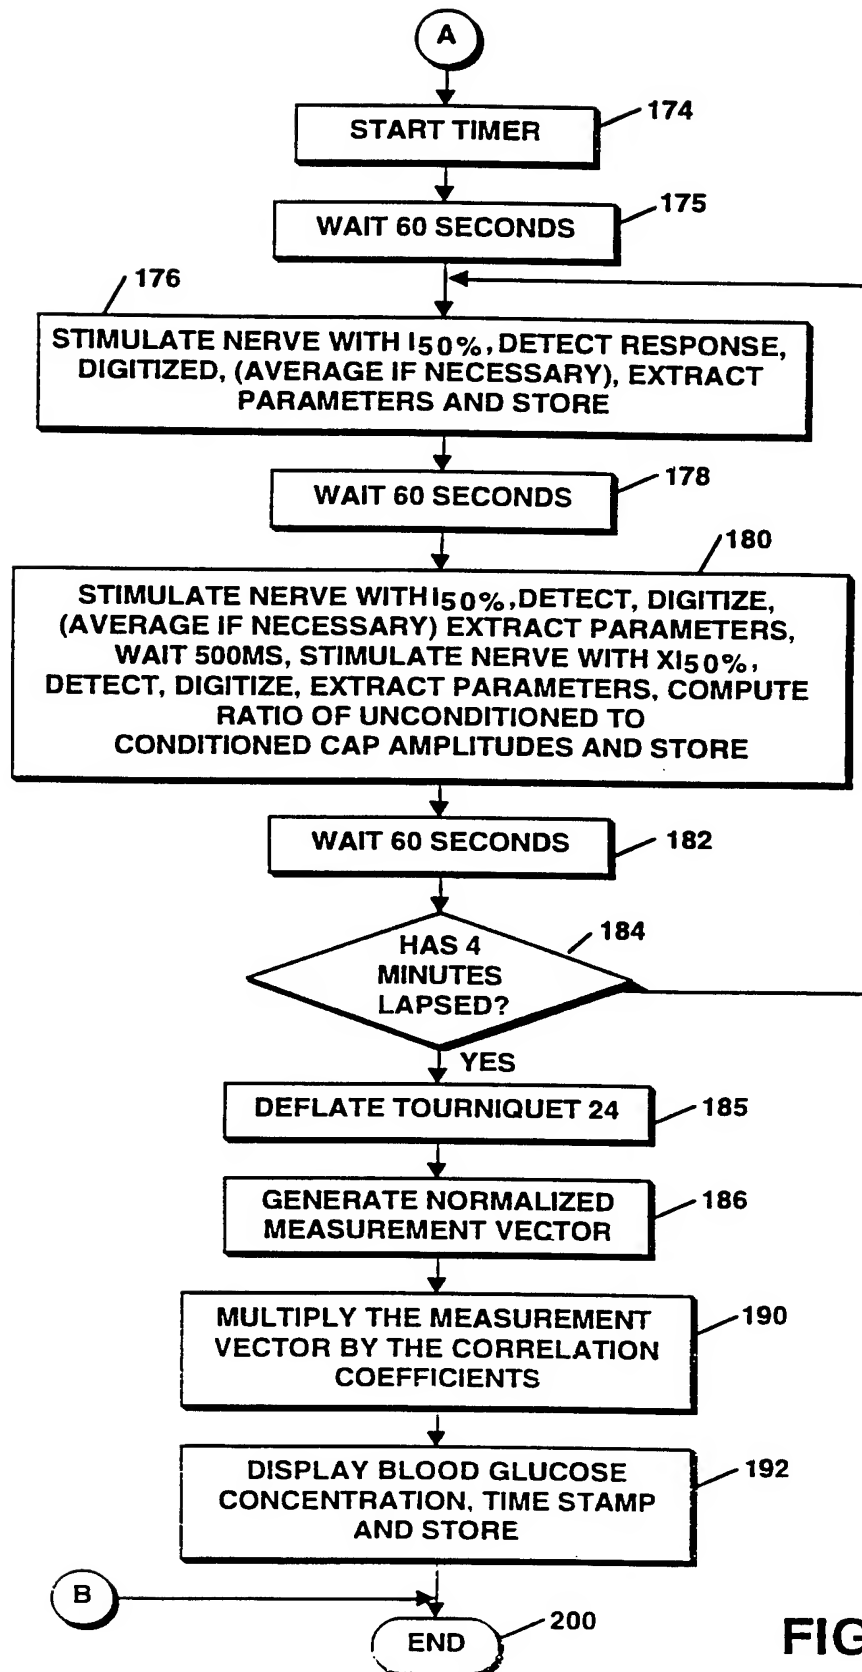 A
START TIMER
174
WAIT 60 SECONDS
175
176
STIMULATE NERVE WITH I50%, DETECT RESPONSE,
DIGITIZED, (AVERAGE IF NECESSARY), EXTRACT
PARAMETERS AND STORE
WAIT 60 SECONDS
178
180
STIMULATE NERVE WITH I50%, DETECT, DIGITIZE,
(AVERAGE IF NECESSARY) EXTRACT PARAMETERS,
WAIT 500MS, STIMULATE NERVE WITH XI50%,
DETECT, DIGITIZE, EXTRACT PARAMETERS, COMPUTE
RATIO OF UNCONDITIONED TO
CONDITIONED CAP AMPLITUDES AND STORE
WAIT 60 SECONDS
182
HAS 4
MINUTES
LAPSED?
184
YES
DEFLATE TOURNIQUET 24
185
GENERATE NORMALIZED
MEASUREMENT VECTOR
186
MULTIPLY THE MEASUREMENT
VECTOR BY THE CORRELATION
COEFFICIENTS
190
DISPLAY BLOOD GLUCOSE
CONCENTRATION, TIME STAMP
AND STORE
192
B
END
200
FIG